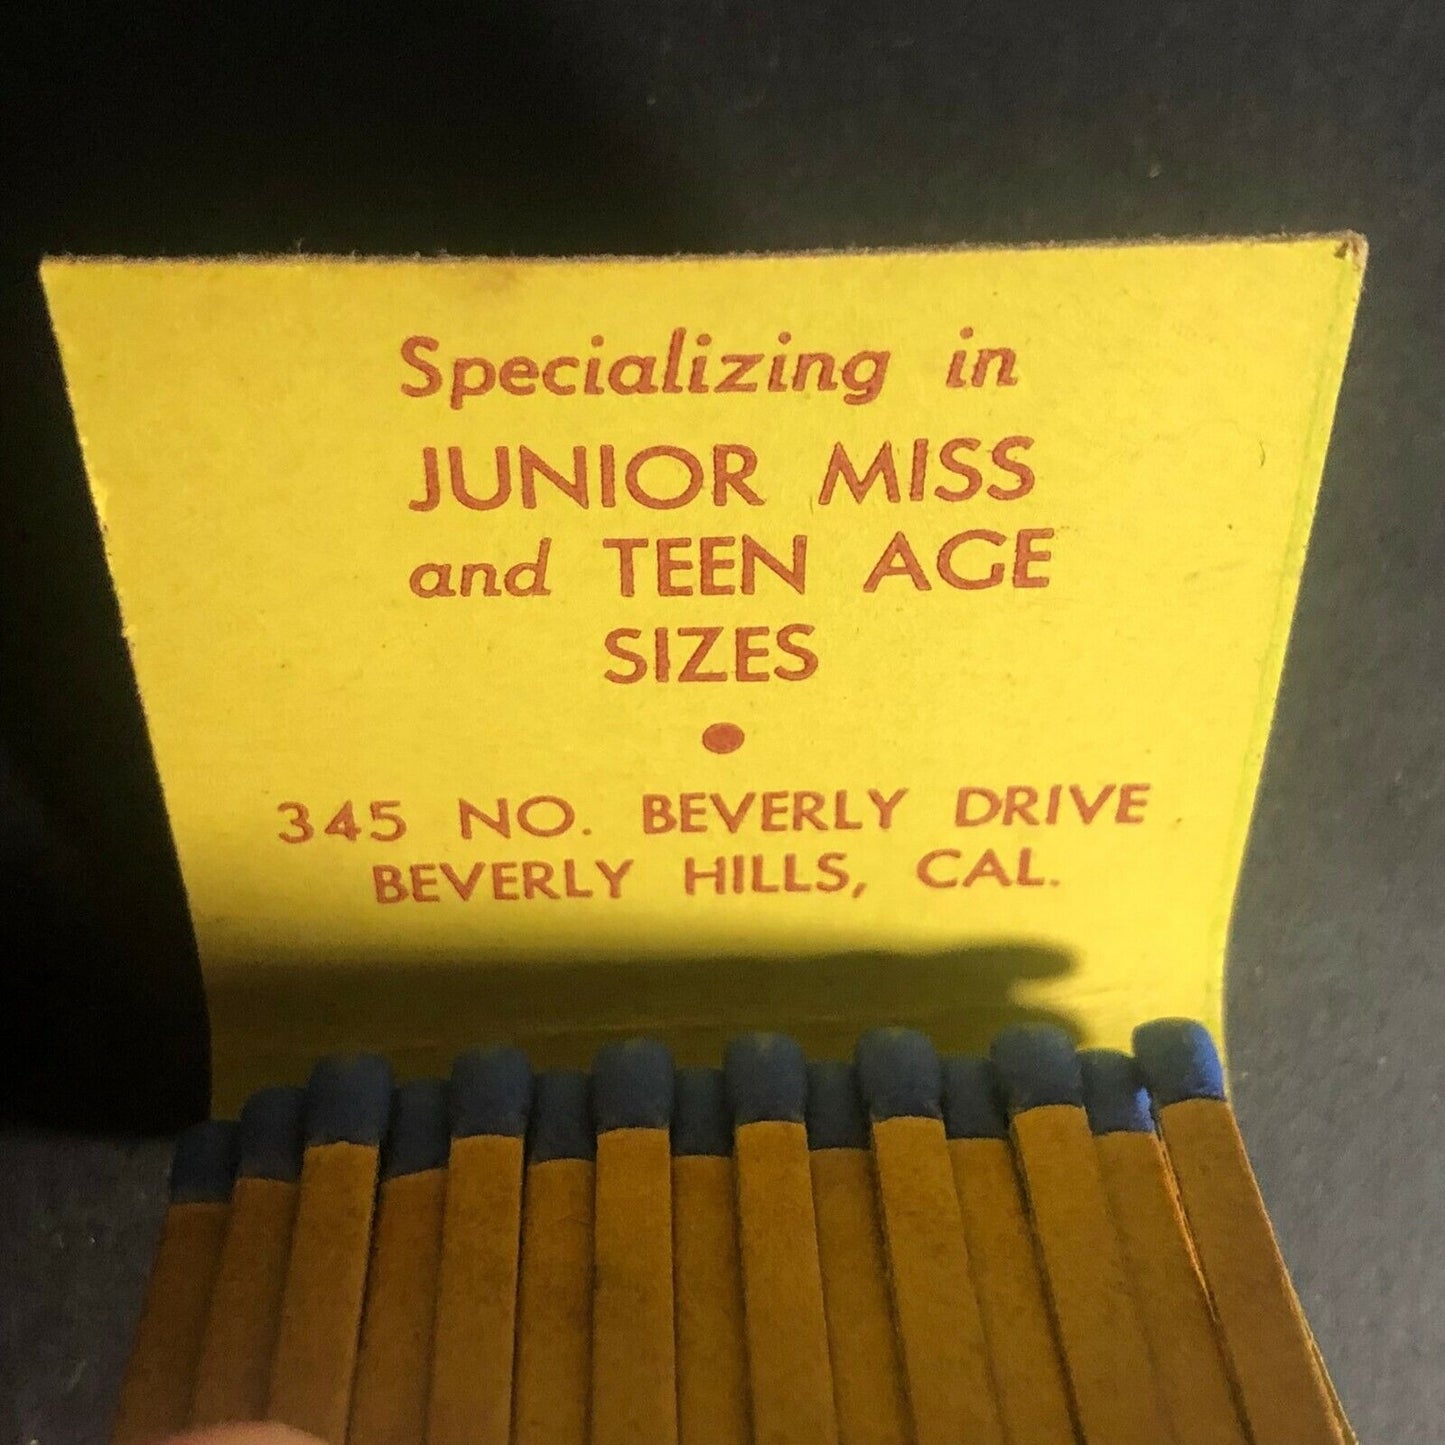 Specializing in
JUNIOR MISS
and TEEN AGE
SIZES
•
345 NO. BEVERLY DRIVE
BEVERLY HILLS, CAL.